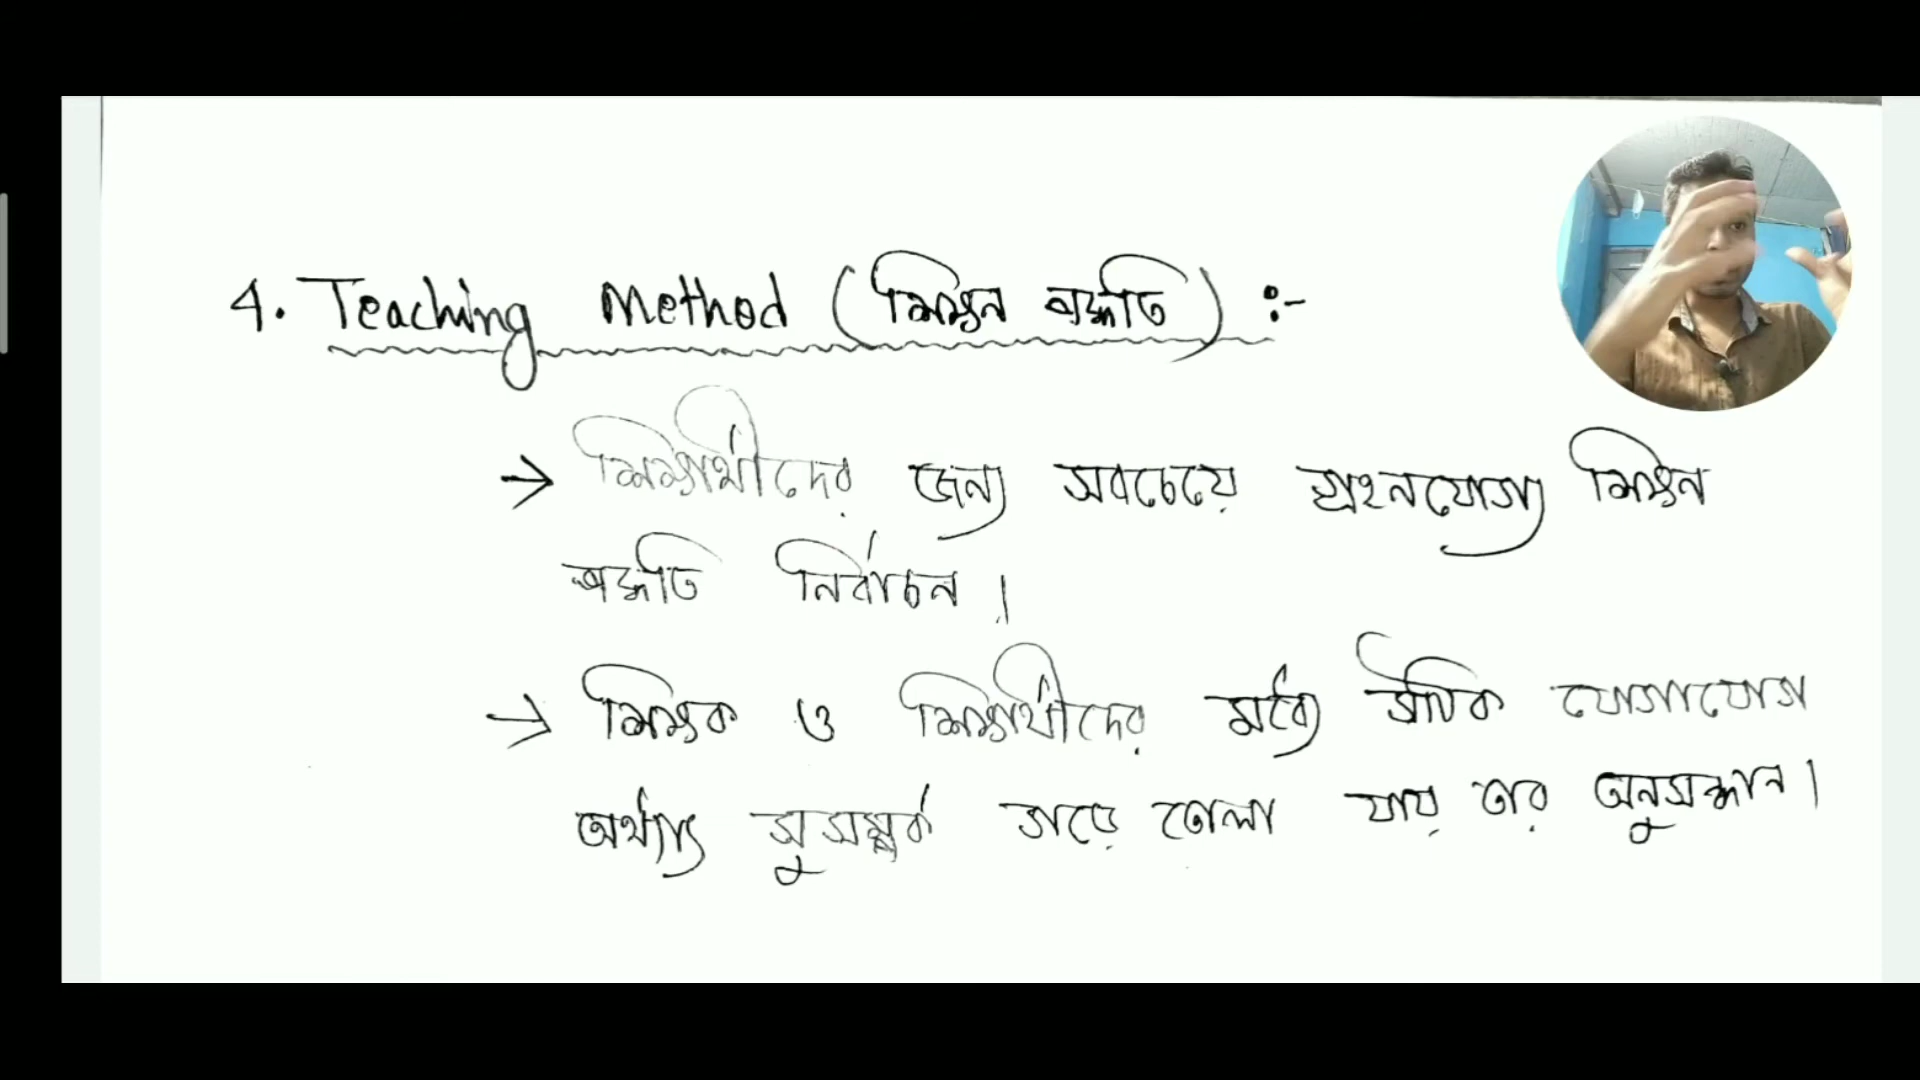 4. Teaching Method (শিক্ষন পদ্ধতি) :-
→ শিক্ষার্থীদের জন্য সবচেয়ে গ্রহনযোগ্য শিক্ষন
পদ্ধতি নির্বাচন।
→ শিক্ষক ও শিক্ষার্থীদের মধ্যে সঠিক যোগাযোগ
অর্থ্যাৎ সুসম্পর্ক গড়ে তোলা যায় তার অনুসন্ধান।